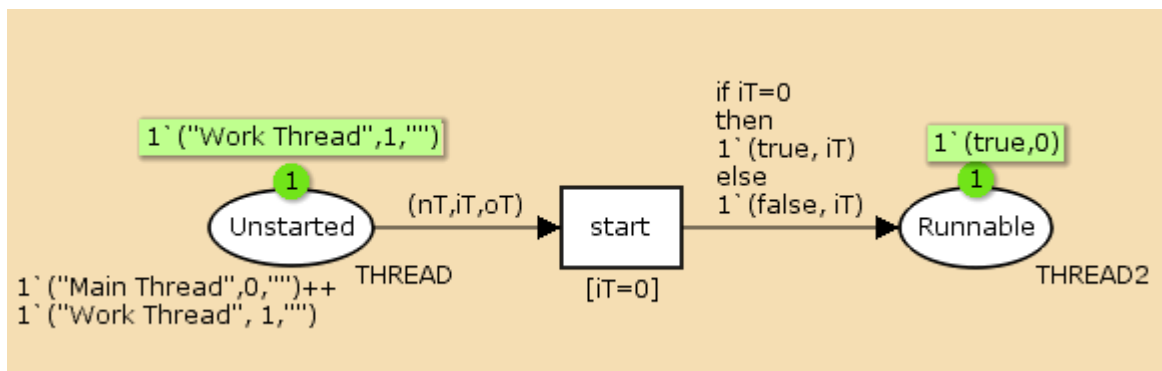 if iT=0
then
1`("Work Thread",1,"")
1`(true, iT)
1`(true,0)
else
1
1
(nT,iT,oT)
1`(false, iT)
Unstarted
start
Runnable
THREAD
THREAD2
1`("Main Thread",0,"")++
[iT=0]
1`("Work Thread", 1,"")